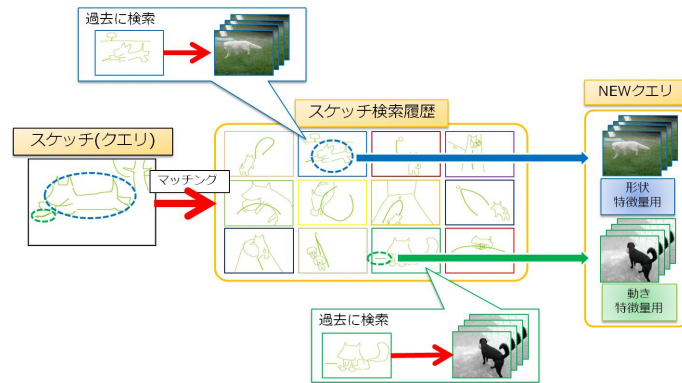 過去に検索
NEWクエリ
スケッチ検索履歴
スケッチ(クエリ)
マッチング
形状
特徴量用
動き
特徴量用
過去に検索